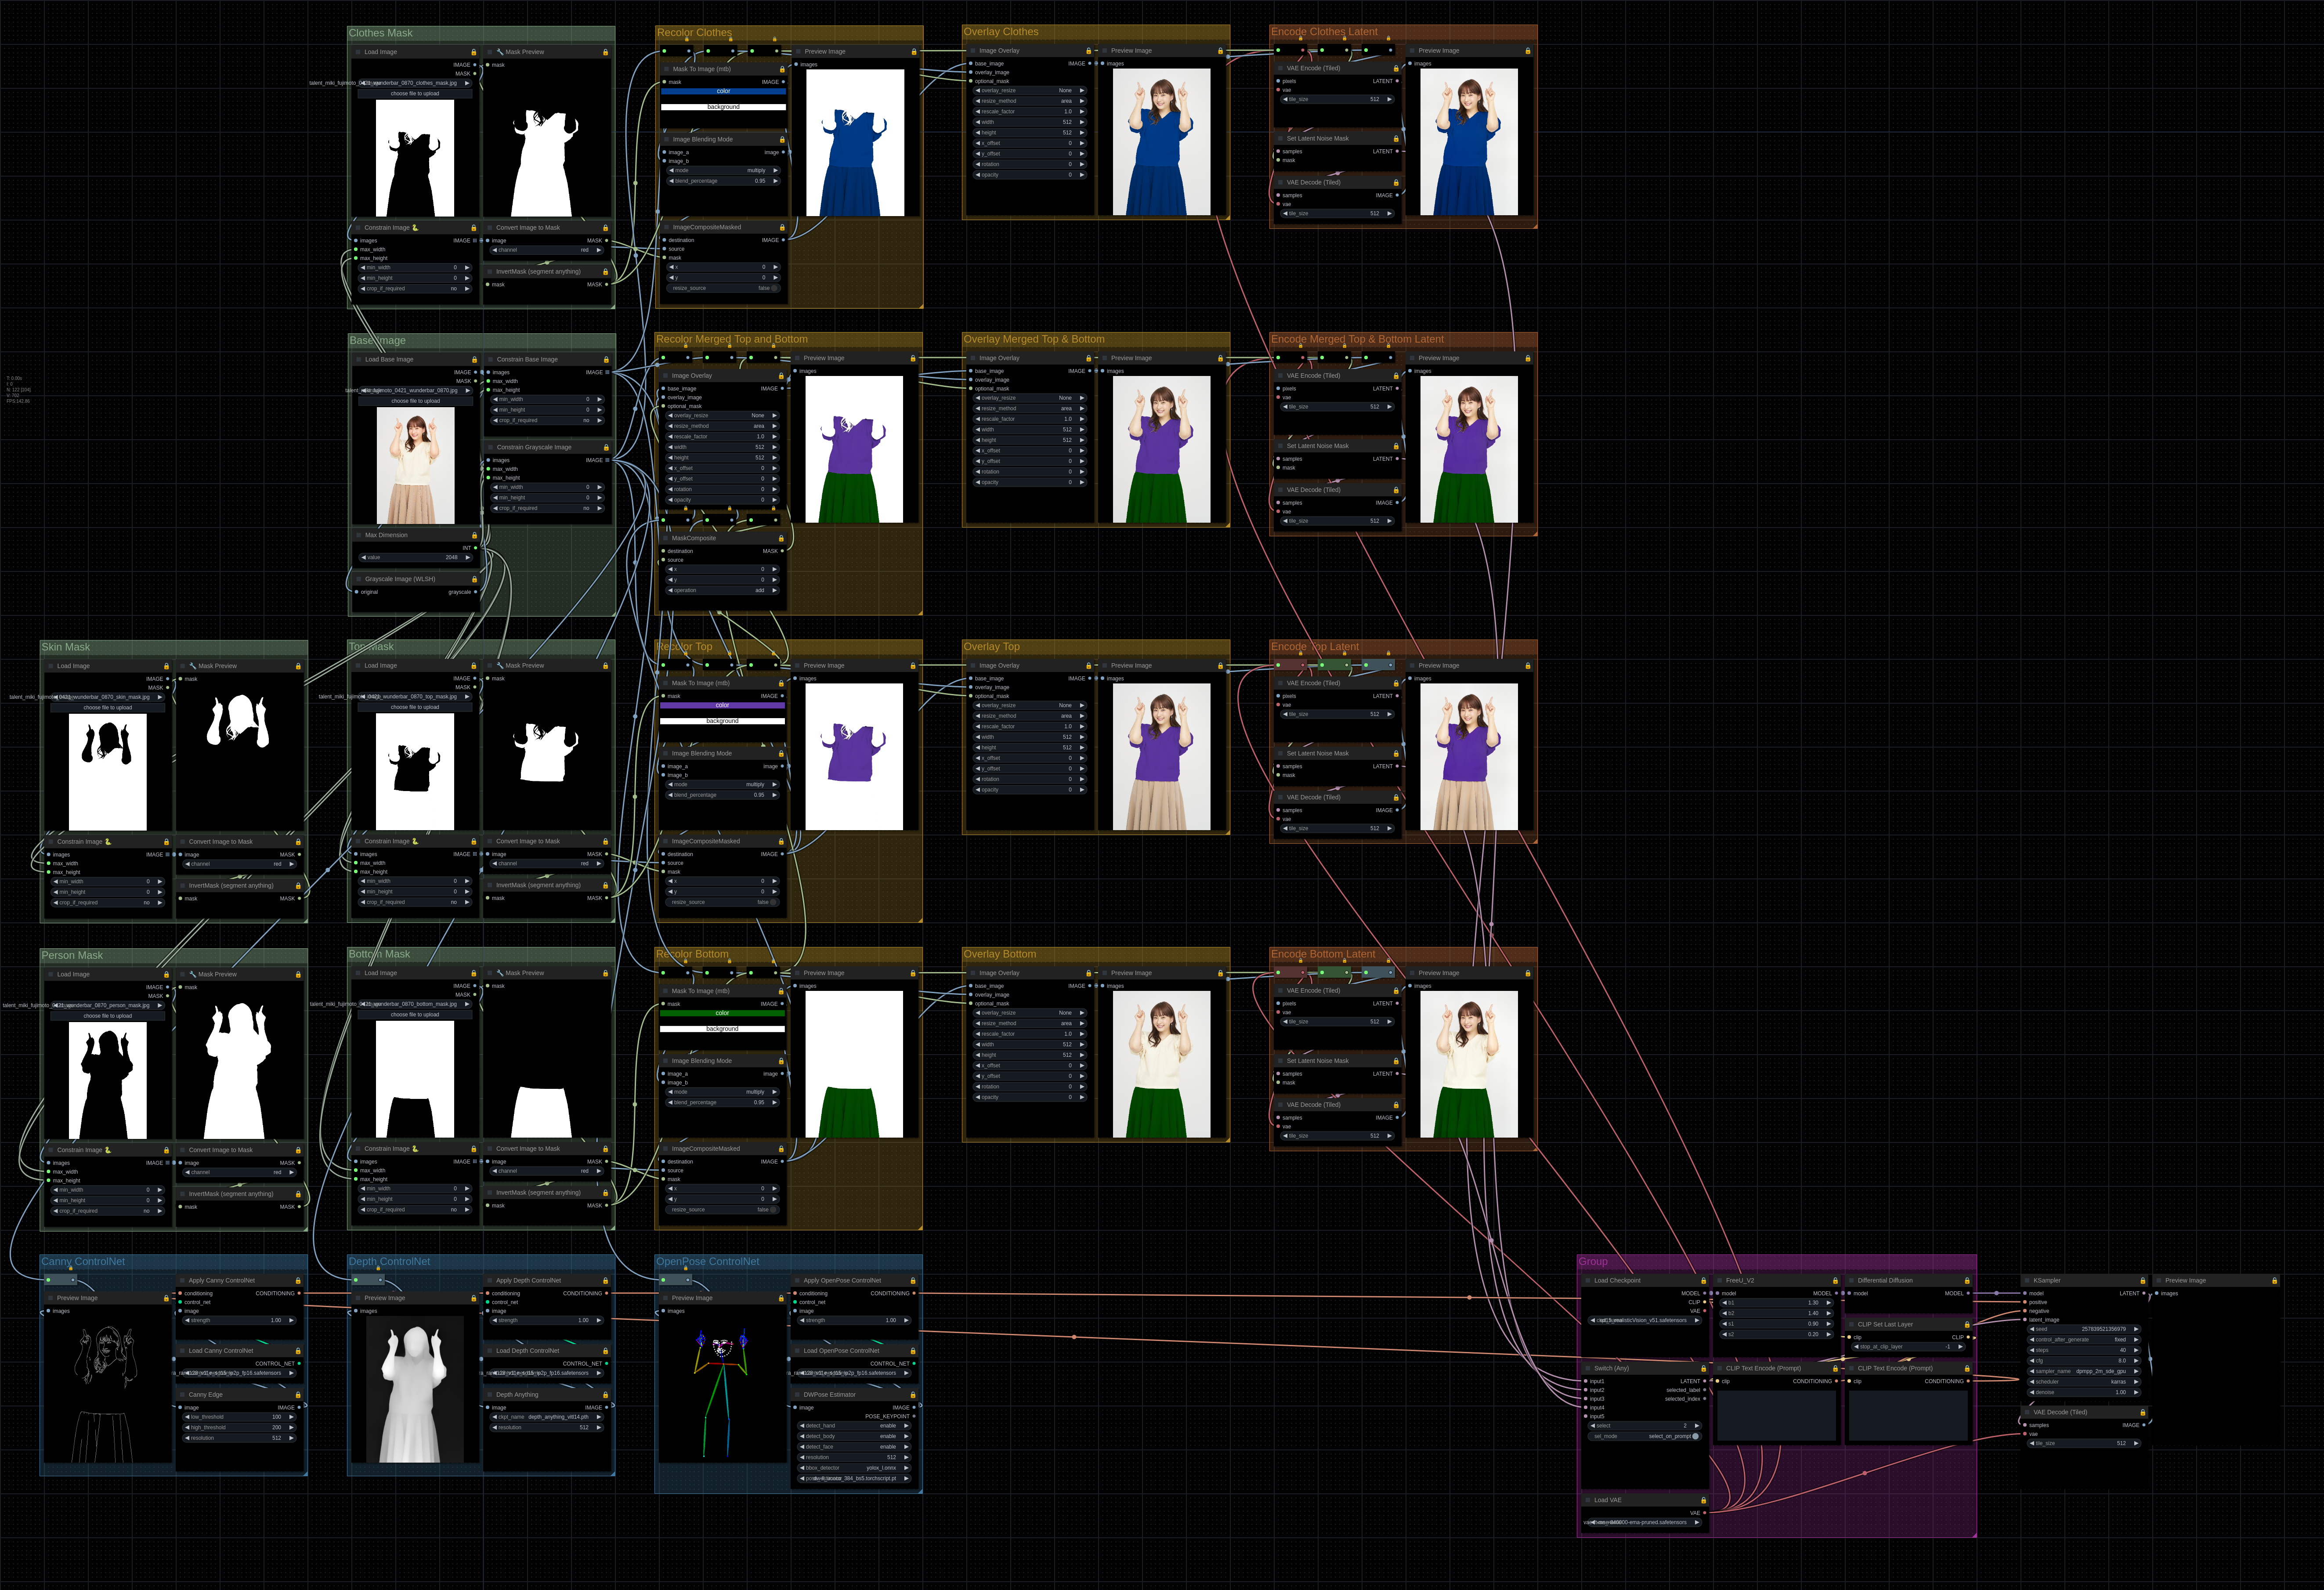 Clothes Mask
Load Image
IMAGE
MASK
choose file to upload
🔧 Mask Preview
mask
Constrain Image 🐍
images
IMAGE
max_width
max_height
min_width 0
min_height 0
crop_if_required no
Convert Image to Mask
image
MASK
channel red
InvertMask (segment anything)
mask
MASK
Recolor Clothes
Mask To Image (mtb)
mask
IMAGE
color
background
Image Blending Mode
image_a
image
image_b
mode multiply
blend_percentage 0.95
ImageCompositeMasked
destination
IMAGE
source
mask
x 0
y 0
resize_source false
Preview Image
images
Overlay Clothes
Image Overlay
base_image
IMAGE
overlay_image
optional_mask
overlay_resize None
resize_method area
rescale_factor 1.0
width 512
height 512
x_offset 0
y_offset 0
rotation 0
opacity 0
Preview Image
images
Encode Clothes Latent
VAE Encode (Tiled)
pixels
LATENT
vae
tile_size 512
Set Latent Noise Mask
samples
LATENT
mask
VAE Decode (Tiled)
samples
IMAGE
vae
tile_size 512
Preview Image
images
Base Image
Load Base Image
IMAGE
MASK
choose file to upload
Constrain Base Image
images
IMAGE
max_width
max_height
min_width 0
min_height 0
crop_if_required no
Constrain Grayscale Image
images
IMAGE
max_width
max_height
min_width 0
min_height 0
crop_if_required no
Max Dimension
INT
value 2048
Grayscale Image (WLSH)
original
grayscale
Recolor Merged Top and Bottom
Image Overlay
base_image
IMAGE
overlay_image
optional_mask
overlay_resize None
resize_method area
rescale_factor 1.0
width 512
height 512
x_offset 0
y_offset 0
rotation 0
opacity 0
MaskComposite
destination
MASK
source
x 0
y 0
operation add
Preview Image
images
Overlay Merged Top & Bottom
Image Overlay
base_image
IMAGE
overlay_image
optional_mask
overlay_resize None
resize_method area
rescale_factor 1.0
width 512
height 512
x_offset 0
y_offset 0
rotation 0
opacity 0
Preview Image
images
Encode Merged Top & Bottom Latent
VAE Encode (Tiled)
pixels
LATENT
vae
tile_size 512
Set Latent Noise Mask
samples
LATENT
mask
VAE Decode (Tiled)
samples
IMAGE
vae
tile_size 512
Preview Image
images
Skin Mask
Load Image
IMAGE
MASK
choose file to upload
🔧 Mask Preview
mask
Constrain Image 🐍
images
IMAGE
max_width
max_height
min_width 0
min_height 0
crop_if_required no
Convert Image to Mask
image
MASK
channel red
InvertMask (segment anything)
mask
MASK
Top Mask
Load Image
IMAGE
MASK
choose file to upload
🔧 Mask Preview
mask
Constrain Image 🐍
images
IMAGE
max_width
max_height
min_width 0
min_height 0
crop_if_required no
Convert Image to Mask
image
MASK
channel red
InvertMask (segment anything)
mask
MASK
Recolor Top
Mask To Image (mtb)
mask
IMAGE
color
background
Image Blending Mode
image_a
image
image_b
mode multiply
blend_percentage 0.95
ImageCompositeMasked
destination
IMAGE
source
mask
x 0
y 0
resize_source false
Preview Image
images
Overlay Top
Image Overlay
base_image
IMAGE
overlay_image
optional_mask
overlay_resize None
resize_method area
rescale_factor 1.0
width 512
height 512
x_offset 0
y_offset 0
rotation 0
opacity 0
Preview Image
images
Encode Top Latent
VAE Encode (Tiled)
pixels
LATENT
vae
tile_size 512
Set Latent Noise Mask
samples
LATENT
mask
VAE Decode (Tiled)
samples
IMAGE
vae
tile_size 512
Preview Image
images
Person Mask
Load Image
IMAGE
MASK
choose file to upload
🔧 Mask Preview
mask
Constrain Image 🐍
images
IMAGE
max_width
max_height
min_width 0
min_height 0
crop_if_required no
Convert Image to Mask
image
MASK
channel red
InvertMask (segment anything)
mask
MASK
Bottom Mask
Load Image
IMAGE
MASK
choose file to upload
🔧 Mask Preview
mask
Constrain Image 🐍
images
IMAGE
max_width
max_height
min_width 0
min_height 0
crop_if_required no
Convert Image to Mask
image
MASK
channel red
InvertMask (segment anything)
mask
MASK
Recolor Bottom
Mask To Image (mtb)
mask
IMAGE
color
background
Image Blending Mode
image_a
image
image_b
mode multiply
blend_percentage 0.95
ImageCompositeMasked
destination
IMAGE
source
mask
x 0
y 0
resize_source false
Preview Image
images
Overlay Bottom
Image Overlay
base_image
IMAGE
overlay_image
optional_mask
overlay_resize None
resize_method area
rescale_factor 1.0
width 512
height 512
x_offset 0
y_offset 0
rotation 0
opacity 0
Preview Image
images
Encode Bottom Latent
VAE Encode (Tiled)
pixels
LATENT
vae
tile_size 512
Set Latent Noise Mask
samples
LATENT
mask
VAE Decode (Tiled)
samples
IMAGE
vae
tile_size 512
Preview Image
images
Canny ControlNet
Preview Image
images
Apply Canny ControlNet
conditioning
CONDITIONING
control_net
image
strength 1.00
Load Canny ControlNet
CONTROL_NET
Canny Edge
image
IMAGE
low_threshold 100
high_threshold 200
resolution 512
Depth ControlNet
Preview Image
images
Apply Depth ControlNet
conditioning
CONDITIONING
control_net
image
strength 1.00
Load Depth ControlNet
CONTROL_NET
Depth Anything
image
IMAGE
ckpt_name depth_anything_vitl14.pth
resolution 512
OpenPose ControlNet
Preview Image
images
Apply OpenPose ControlNet
conditioning
CONDITIONING
control_net
image
strength 1.00
Load OpenPose ControlNet
CONTROL_NET
DWPose Estimator
image
IMAGE
POSE_KEYPOINT
detect_hand enable
detect_body enable
detect_face enable
resolution 512
bbox_detector yolox_l.onnx
Group
Load Checkpoint
MODEL
CLIP
VAE
FreeU_V2
model
MODEL
b1 1.30
b2 1.40
s1 0.90
s2 0.20
Differential Diffusion
model
MODEL
CLIP Set Last Layer
clip
CLIP
stop_at_clip_layer -1
Switch (Any)
input1
LATENT
input2
selected_label
input3
selected_index
input4
input5
select 2
sel_mode select_on_prompt
CLIP Text Encode (Prompt)
clip
CONDITIONING
CLIP Text Encode (Prompt)
clip
CONDITIONING
Load VAE
VAE
KSampler
model
LATENT
positive
negative
latent_image
seed 257839521356979
control_after_generate fixed
steps 40
cfg 8.0
sampler_name dpmpp_2m_sde_gpu
scheduler karras
denoise 1.00
VAE Decode (Tiled)
samples
IMAGE
vae
tile_size 512
Preview Image
images